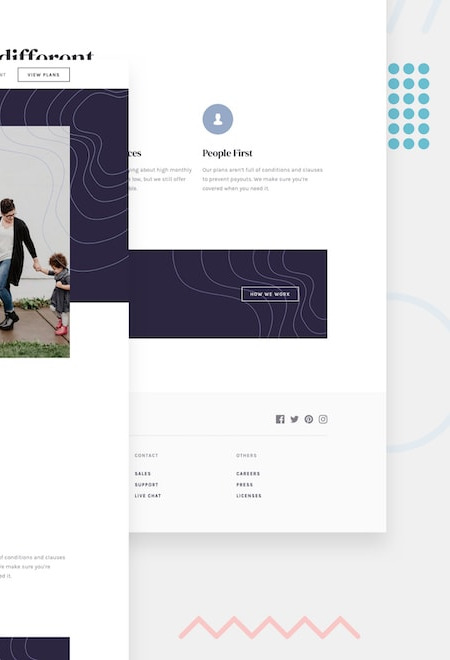 different
VIEW PLANS
People First
ing about high monthly
Our plans aren't full of conditions and clauses
low, but we still offer
to prevent payouts. We make sure you're
covered when you need it.
HOW WE WORK
CONTACT
OTHERS
SALES
CAREERS
SUPPORT
PRESS
LIVE CHAT
LICENSES
of conditions and clauses
e make sure you're
d it.